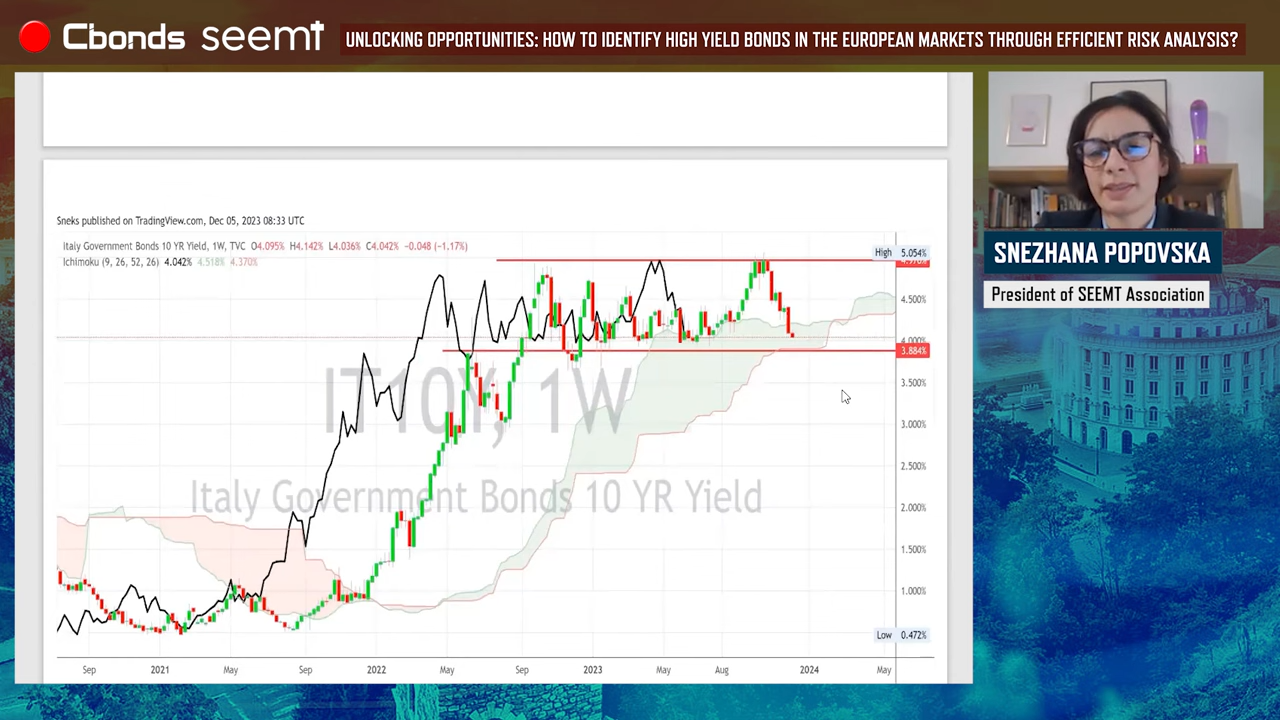 Cbonds seemt
UNLOCKING OPPORTUNITIES: HOW TO IDENTIFY HIGH YIELD BONDS IN THE EUROPEAN MARKETS THROUGH EFFICIENT RISK ANALYSIS?
SNEZHANA POPOVSKA
President of SEEMT Association
Sneks published on TradingView.com, Dec 05, 2023 08:33 UTC
Italy Government Bonds 10 YR Yield, 1W, TVC O4.095% H4.142% L4.036% C4.042% −0.048 (−1.17%)
Ichimoku (9, 26, 52, 26) 4.042% 4.518% 4.370%
High 5.054%
4.500%
4.000%
3.884%
3.500%
3.000%
2.500%
2.000%
1.500%
1.000%
Low 0.472%
IT10Y, 1W
Italy Government Bonds 10 YR Yield
Sep 2021 May Sep 2022 May Sep 2023 May Aug 2024 May